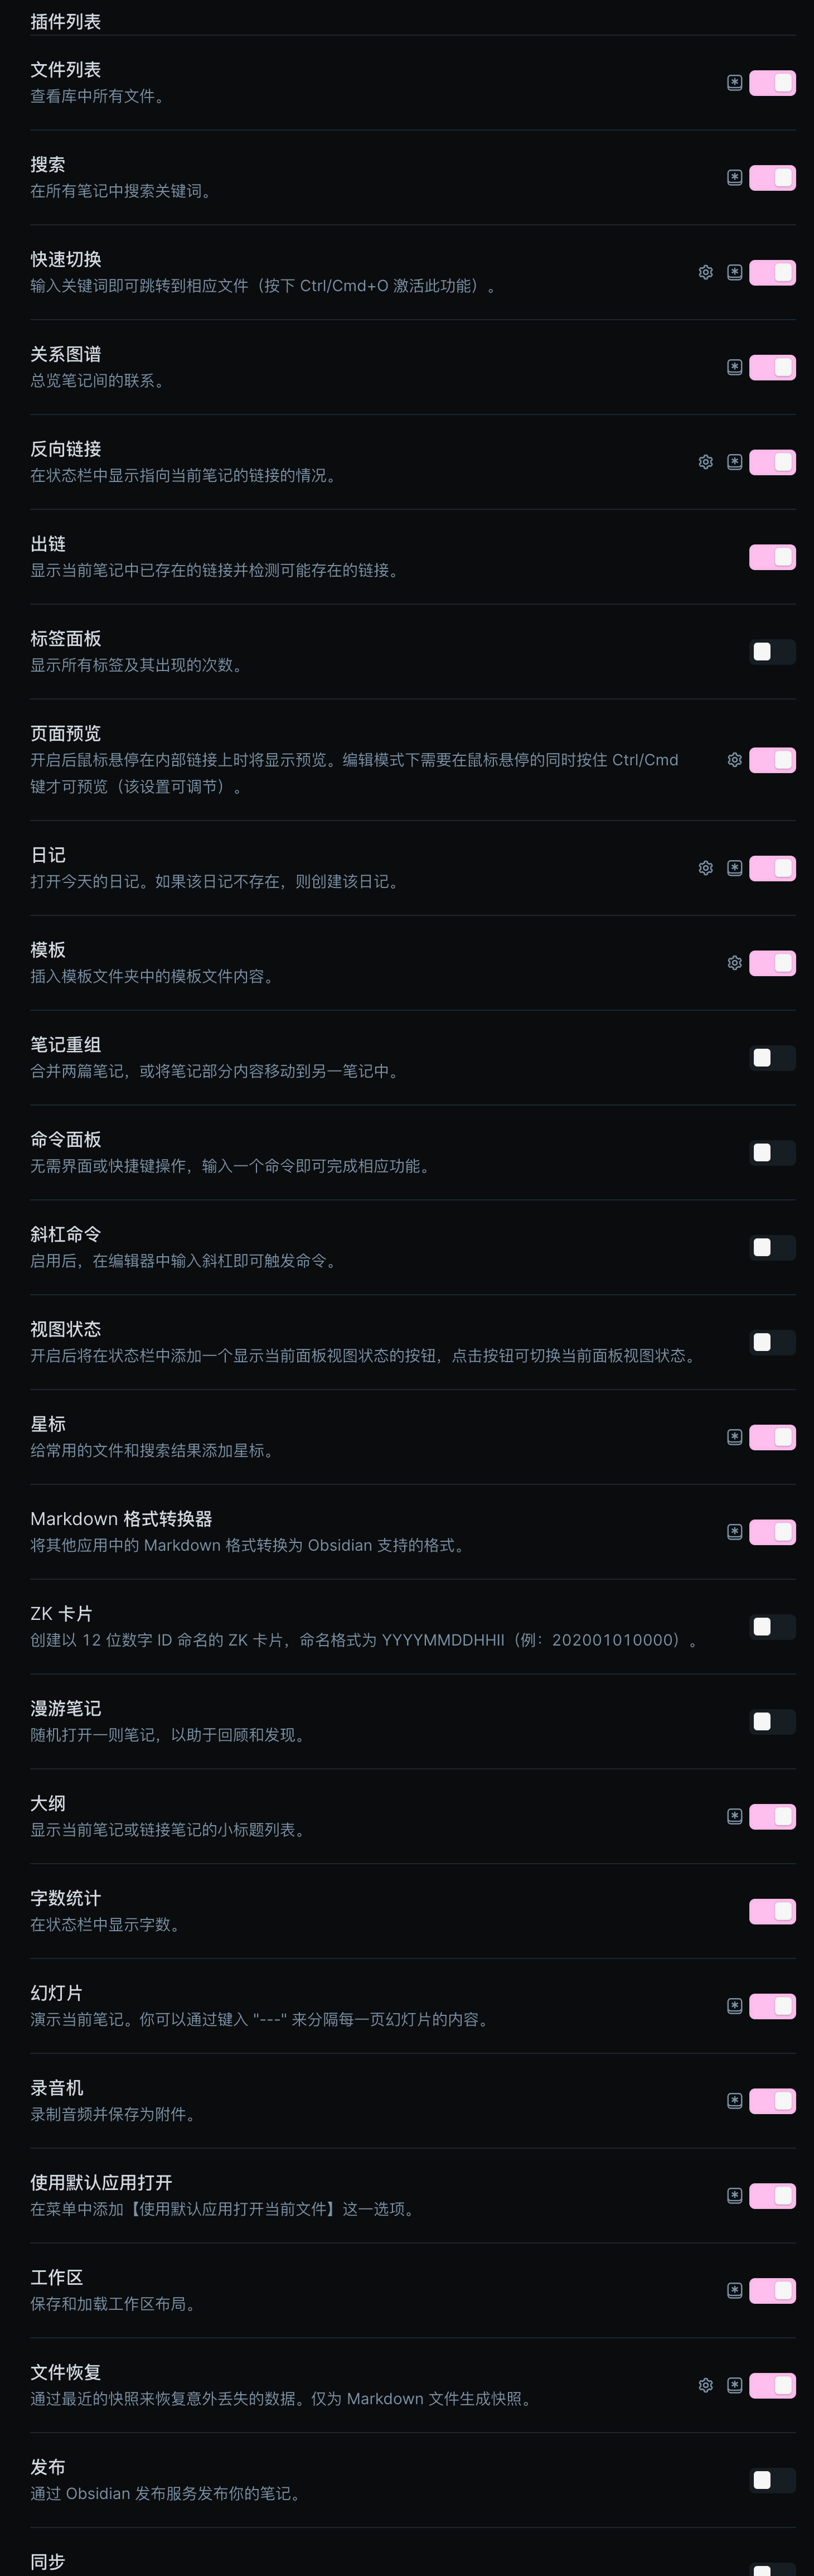 插件列表
文件列表
查看库中所有文件。
搜索
在所有笔记中搜索关键词。
快速切换
输入关键词即可跳转到相应文件（按下 Ctrl/Cmd+O 激活此功能）。
关系图谱
总览笔记间的联系。
反向链接
在状态栏中显示指向当前笔记的链接的情况。
出链
显示当前笔记中已存在的链接并检测可能存在的链接。
标签面板
显示所有标签及其出现的次数。
页面预览
开启后鼠标悬停在内部链接上时将显示预览。编辑模式下需要在鼠标悬停的同时按住 Ctrl/Cmd
键才可预览（该设置可调节）。
日记
打开今天的日记。如果该日记不存在，则创建该日记。
模板
插入模板文件夹中的模板文件内容。
笔记重组
合并两篇笔记，或将笔记部分内容移动到另一笔记中。
命令面板
无需界面或快捷键操作，输入一个命令即可完成相应功能。
斜杠命令
启用后，在编辑器中输入斜杠即可触发命令。
视图状态
开启后将在状态栏中添加一个显示当前面板视图状态的按钮，点击按钮可切换当前面板视图状态。
星标
给常用的文件和搜索结果添加星标。
Markdown 格式转换器
将其他应用中的 Markdown 格式转换为 Obsidian 支持的格式。
ZK 卡片
创建以 12 位数字 ID 命名的 ZK 卡片，命名格式为 YYYYMMDDHHII（例：202001010000）。
漫游笔记
随机打开一则笔记，以助于回顾和发现。
大纲
显示当前笔记或链接笔记的小标题列表。
字数统计
在状态栏中显示字数。
幻灯片
演示当前笔记。你可以通过键入 "---" 来分隔每一页幻灯片的内容。
录音机
录制音频并保存为附件。
使用默认应用打开
在菜单中添加【使用默认应用打开当前文件】这一选项。
工作区
保存和加载工作区布局。
文件恢复
通过最近的快照来恢复意外丢失的数据。仅为 Markdown 文件生成快照。
发布
通过 Obsidian 发布服务发布你的笔记。
同步